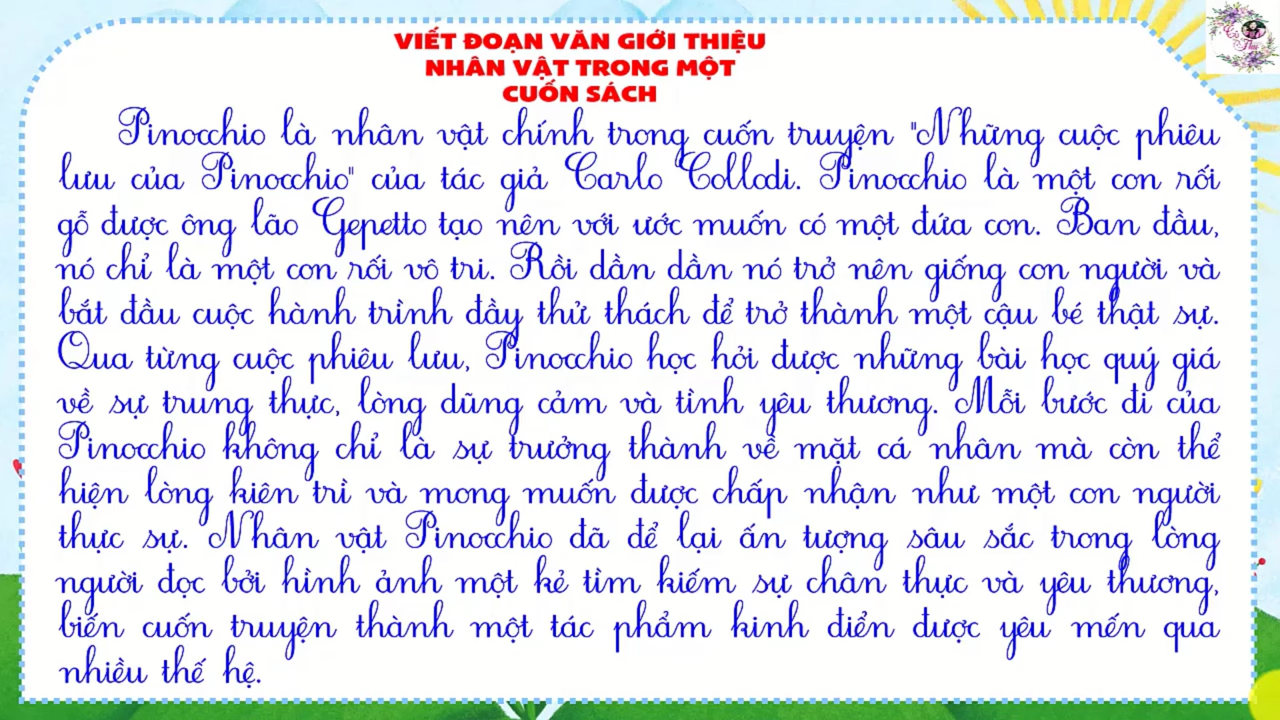 VIẾT ĐOẠN VĂN GIỚI THIỆU
NHÂN VẬT TRONG MỘT
CUỐN SÁCH
Pinocchio là nhân vật chính trong cuốn truyện "Những cuộc phiêu
lưu của Pinocchio" của tác giả Carlo Collodi. Pinocchio là một con rối
gỗ được ông lão Gepetto tạo nên với ước muốn có một đứa con. Ban đầu,
nó chỉ là một con rối vô tri. Rồi dần dần nó trở nên giống con người và
bắt đầu cuộc hành trình đầy thử thách để trở thành một cậu bé thật sự.
Qua từng cuộc phiêu lưu, Pinocchio học hỏi được những bài học quý giá
về sự trung thực, lòng dũng cảm và tình yêu thương. Mỗi bước đi của
Pinocchio không chỉ là sự trưởng thành về mặt cá nhân mà còn thể
hiện lòng kiên trì và mong muốn được chấp nhận như một con người
thực sự. Nhân vật Pinocchio đã để lại ấn tượng sâu sắc trong lòng
người đọc bởi hình ảnh một kẻ tìm kiếm sự chân thực và yêu thương,
biến cuốn truyện thành một tác phẩm kinh điển được yêu mến qua
nhiều thế hệ.